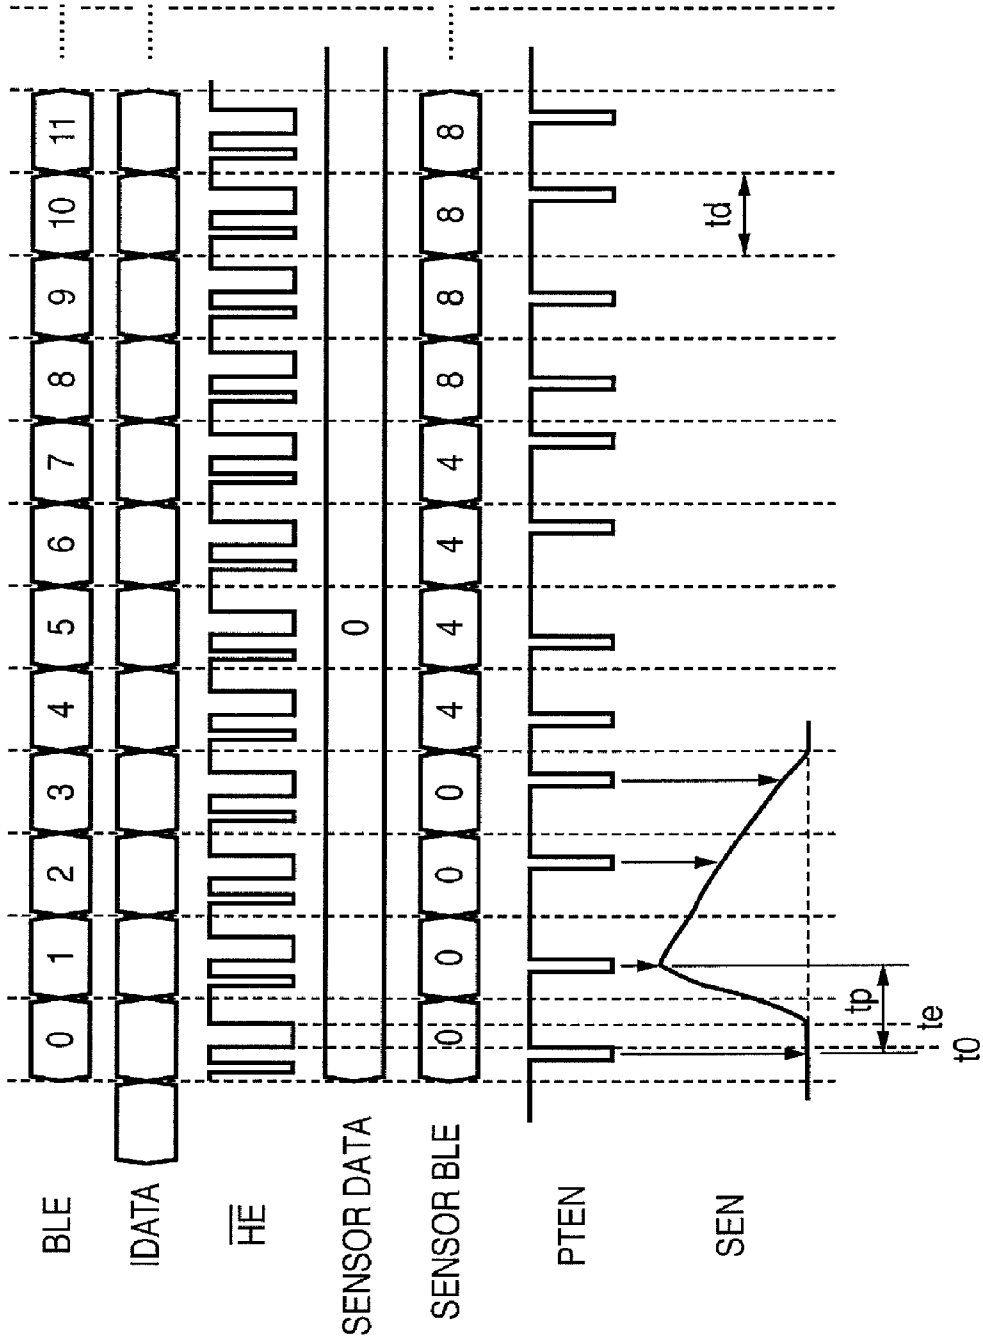 BLE 0 1 2 3 4 5 6 7 8 9 10 11
IDATA
HE
SENSOR DATA 0
SENSOR BLE 0 0 0 0 4 4 4 4 8 8 8 8
PTEN
td
SEN
tp
te
t0